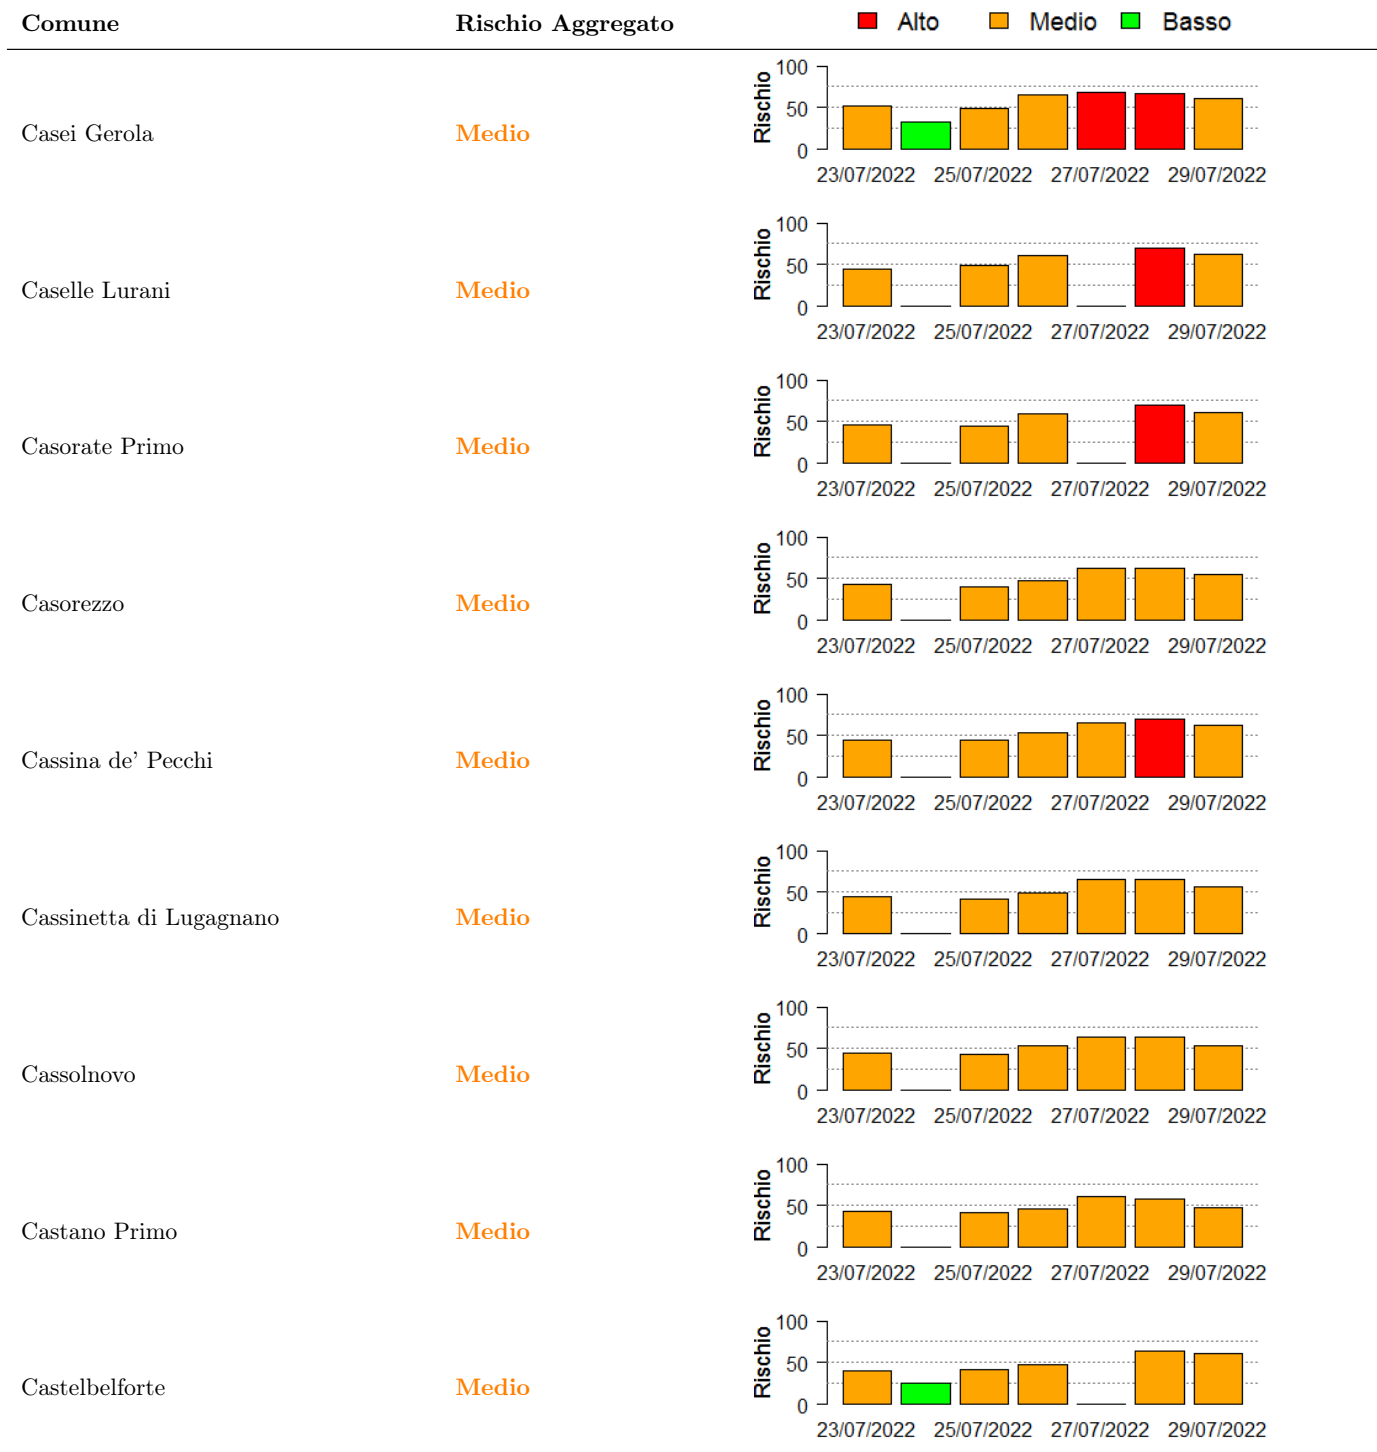 Comune Rischio Aggregato Alto Medio Basso
100
50
0
Rischio
Casei Gerola Medio
23/07/2022 25/07/2022 27/07/2022 29/07/2022
100
50
0
Rischio
Caselle Lurani Medio
23/07/2022 25/07/2022 27/07/2022 29/07/2022
100
50
0
Rischio
Casorate Primo Medio
23/07/2022 25/07/2022 27/07/2022 29/07/2022
100
50
0
Rischio
Casorezzo Medio
23/07/2022 25/07/2022 27/07/2022 29/07/2022
100
50
0
Rischio
Cassina de’ Pecchi Medio
23/07/2022 25/07/2022 27/07/2022 29/07/2022
100
50
0
Rischio
Cassinetta di Lugagnano Medio
23/07/2022 25/07/2022 27/07/2022 29/07/2022
100
50
0
Rischio
Cassolnovo Medio
23/07/2022 25/07/2022 27/07/2022 29/07/2022
100
50
0
Rischio
Castano Primo Medio
23/07/2022 25/07/2022 27/07/2022 29/07/2022
100
50
0
Rischio
Castelbelforte Medio
23/07/2022 25/07/2022 27/07/2022 29/07/2022